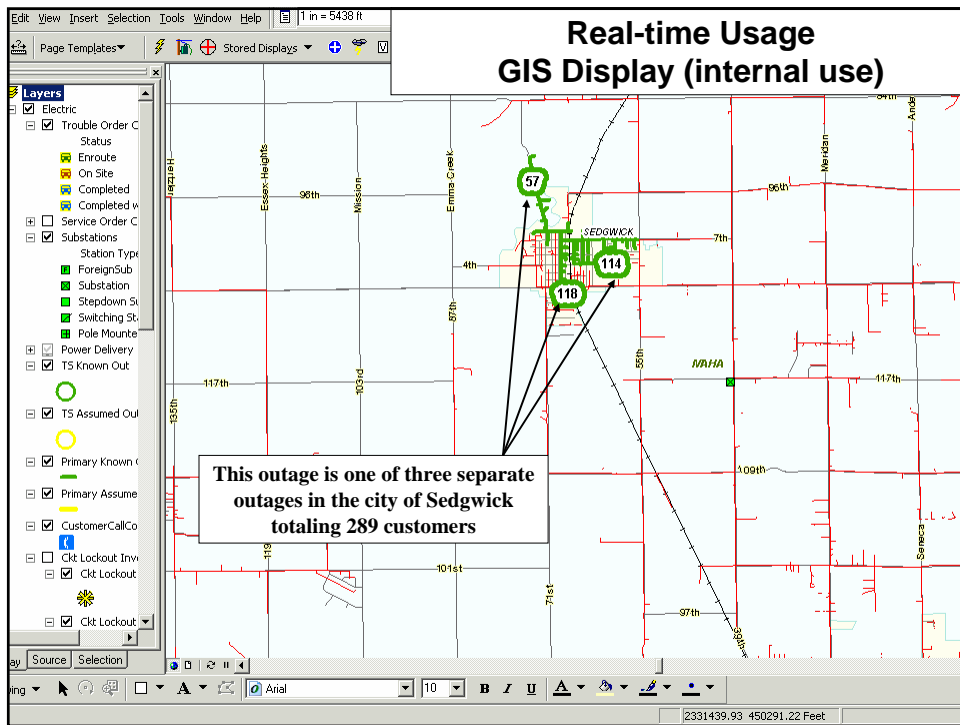 Edit View Insert Selection Tools Window Help
1 in = 5438 ft
Real-time Usage
GIS Display (internal use)
Page Templates
Stored Displays
Layers
Electric
Trouble Order C
Status
Enroute
On Site
Completed
Completed w
Service Order C
Substations
Station Type
ForeignSub
Substation
Stepdown Su
Switching Sta
Pole Mounte
Power Delivery
TS Known Out
TS Assumed Out
Primary Known
Primary Assume
CustomerCallCo
Ckt Lockout Inv
Ckt Lockout
Ckt Lockout
Source
Selection
Essex-Heights
Mission
Emma-Creek
Meridan
96th
96th
57
SEDGWICK
7th
4th
114
118
55th
MAHA
117th
103rd
117th
135th
109th
This outage is one of three separate
outages in the city of Sedgwick
totaling 289 customers
Seneca
101st
71st
97th
39th
Arial
10
B I U A
2331439.93 450291.22 Feet